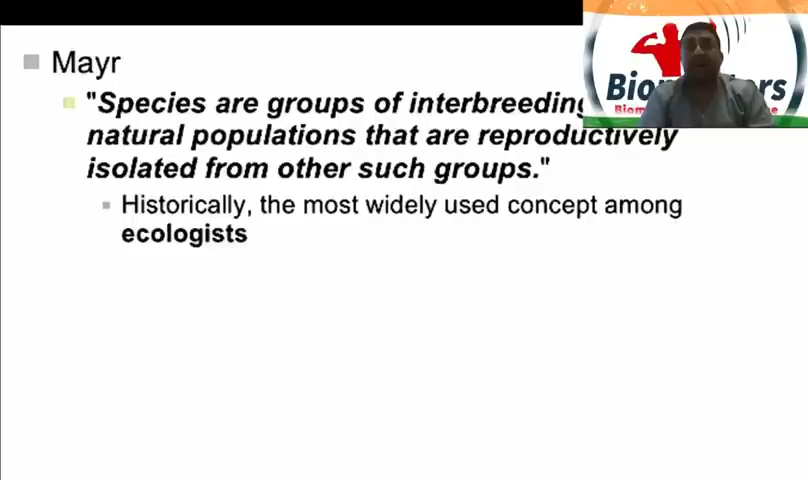 Mayr
"Species are groups of interbreeding
natural populations that are reproductively
isolated from other such groups."
Historically, the most widely used concept among
ecologists